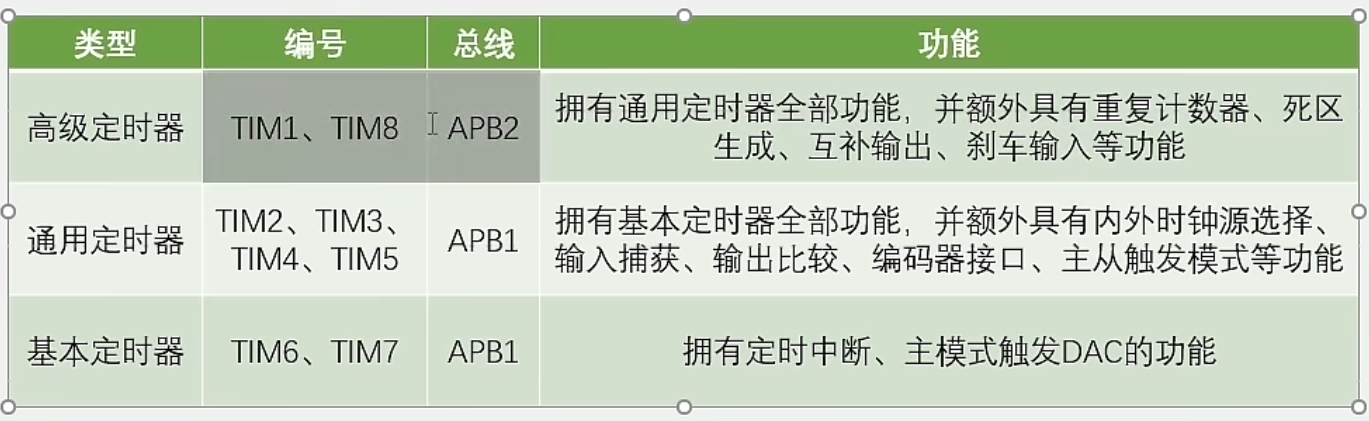 类型 编号 总线 功能
高级定时器 TIM1、TIM8 APB2 拥有通用定时器全部功能，并额外具有重复计数器、死区
生成、互补输出、刹车输入等功能
通用定时器 TIM2、TIM3、
TIM4、TIM5 APB1 拥有基本定时器全部功能，并额外具有内外时钟源选择、
输入捕获、输出比较、编码器接口、主从触发模式等功能
基本定时器 TIM6、TIM7 APB1 拥有定时中断、主模式触发DAC的功能